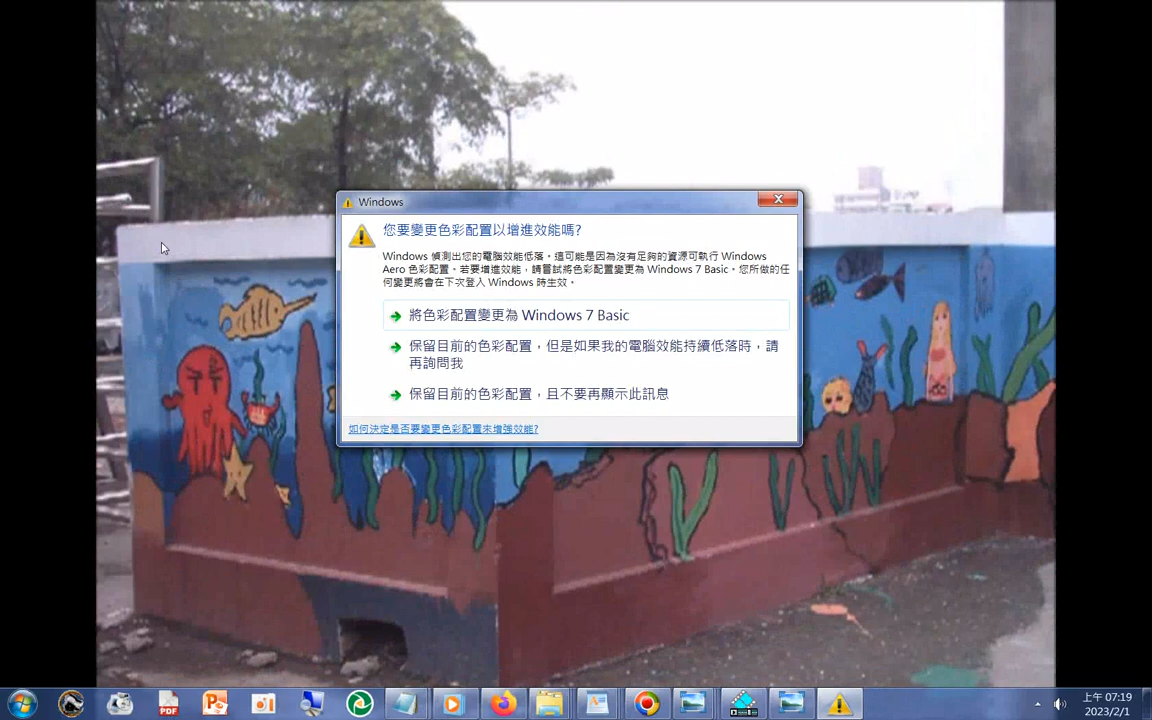 Windows
您要變更色彩配置以增進效能嗎?
Windows 偵測出您的電腦效能低落。這可能是因為沒有足夠的資源可執行 Windows
Aero 色彩配置。若要增進效能，請嘗試將色彩配置變更為 Windows 7 Basic。您所做的任
何變更將會在下次登入 Windows 時生效。
將色彩配置變更為 Windows 7 Basic
保留目前的色彩配置，但是如果我的電腦效能持續低落時，請
再詢問我
保留目前的色彩配置，且不要再顯示此訊息
如何決定是否要變更色彩配置來增強效能?
PDF
上午 07:19
2023/2/1